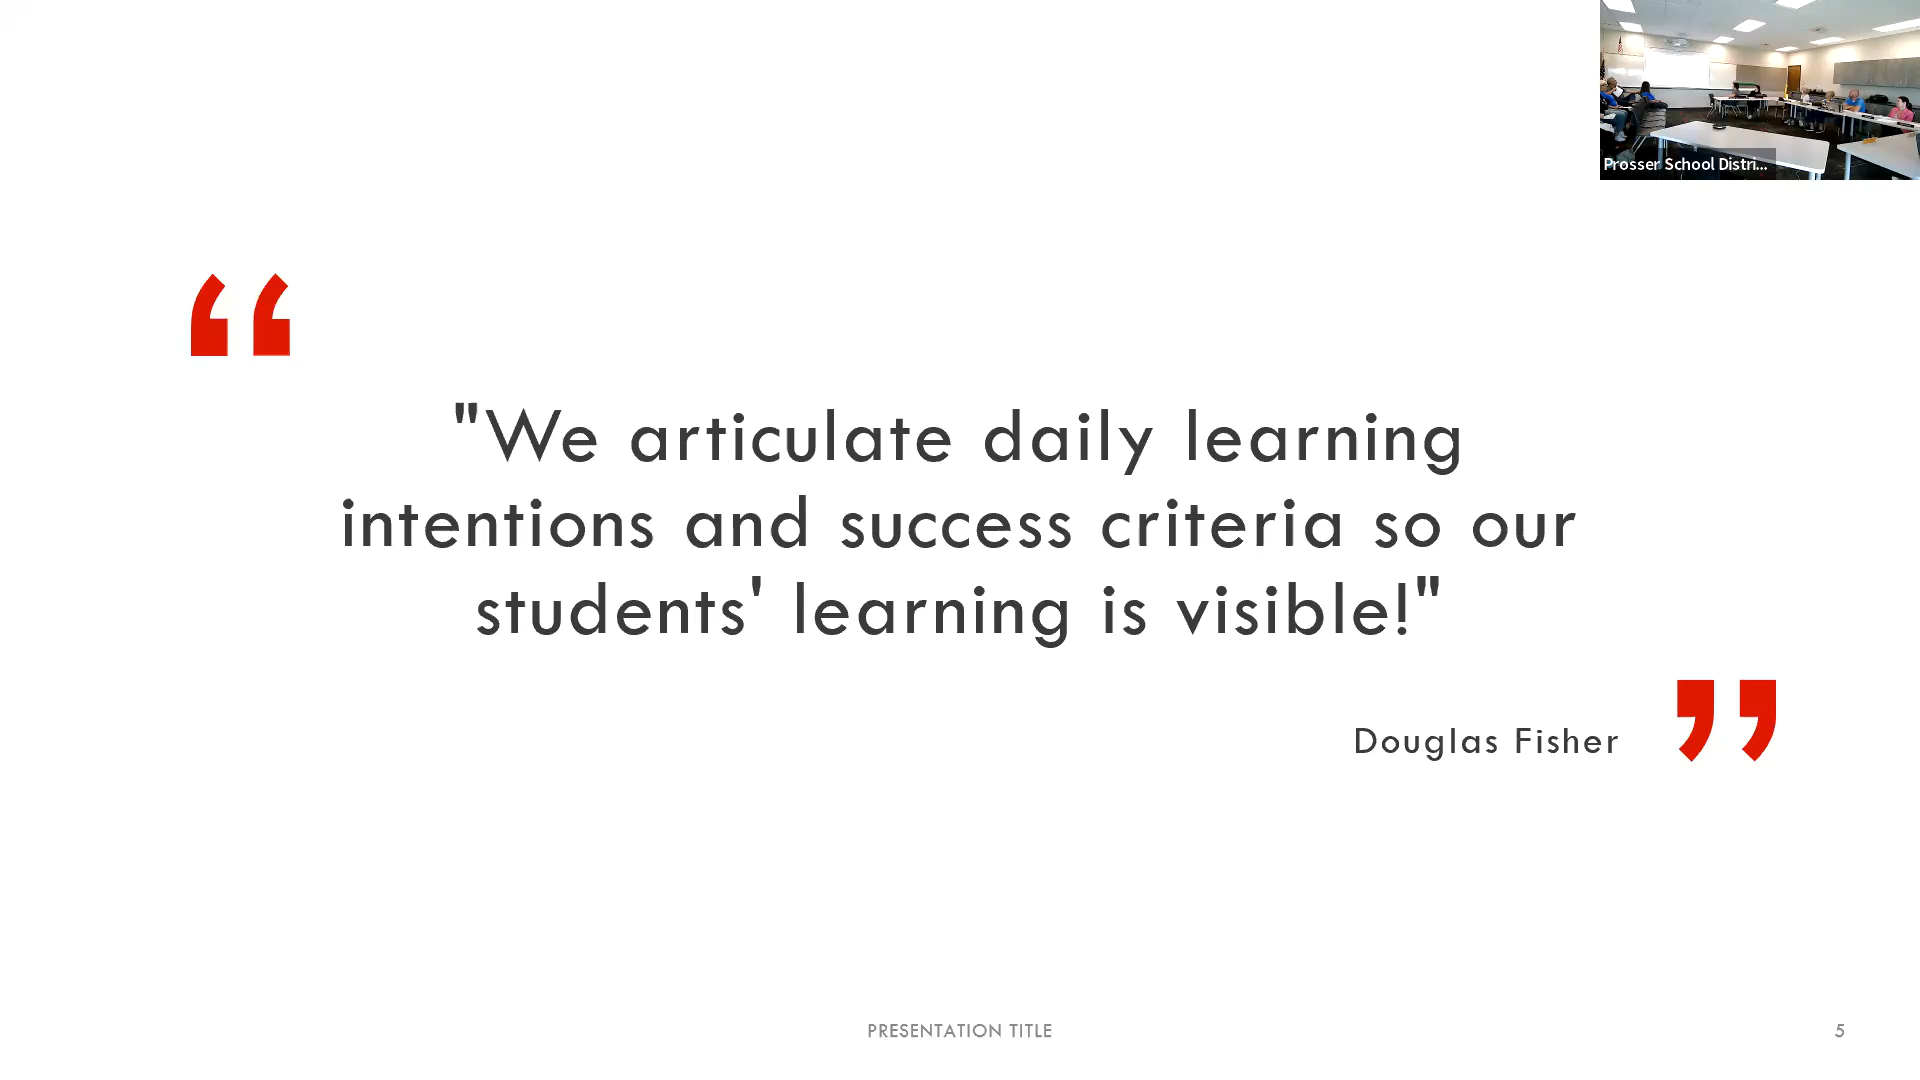 Prosser School Distri...
“
"We articulate daily learning
intentions and success criteria so our
students' learning is visible!"
Douglas Fisher
”
PRESENTATION TITLE
5